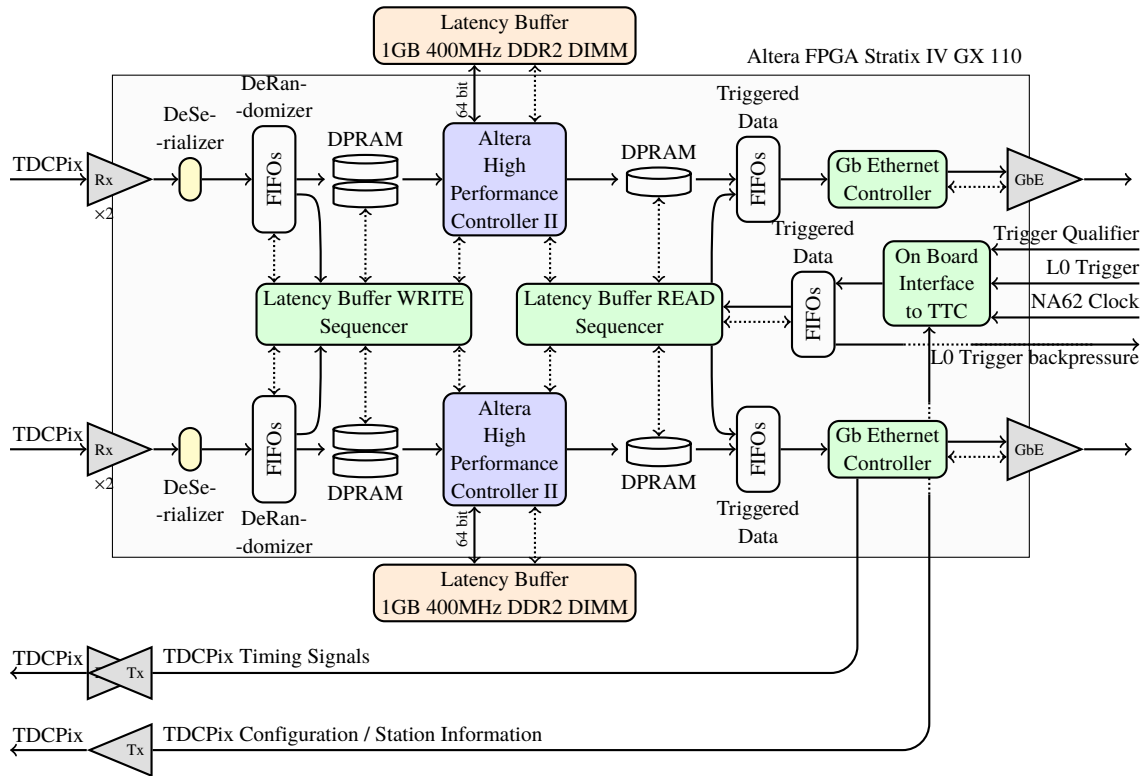 Latency Buffer
1GB 400MHz DDR2 DIMM
Altera FPGA Stratix IV GX 110
64 bit
DeRan-
-domizer
DeSe-
-rializer
FIFOs
DPRAM
Altera
High
Performance
Controller II
DPRAM
Triggered
Data
FIFOs
Gb Ethernet
Controller
GbE
TDCPix
Rx
×2
Latency Buffer WRITE
Sequencer
Latency Buffer READ
Sequencer
Triggered
Data
FIFOs
On Board
Interface
to TTC
Trigger Qualifier
L0 Trigger
NA62 Clock
L0 Trigger backpressure
TDCPix
Rx
×2
DeSe-
-rializer
FIFOs
DeRan-
-domizer
DPRAM
Altera
High
Performance
Controller II
64 bit
DPRAM
FIFOs
Triggered
Data
Gb Ethernet
Controller
GbE
Latency Buffer
1GB 400MHz DDR2 DIMM
TDCPix
Tx
TDCPix Timing Signals
TDCPix
Tx
TDCPix Configuration / Station Information